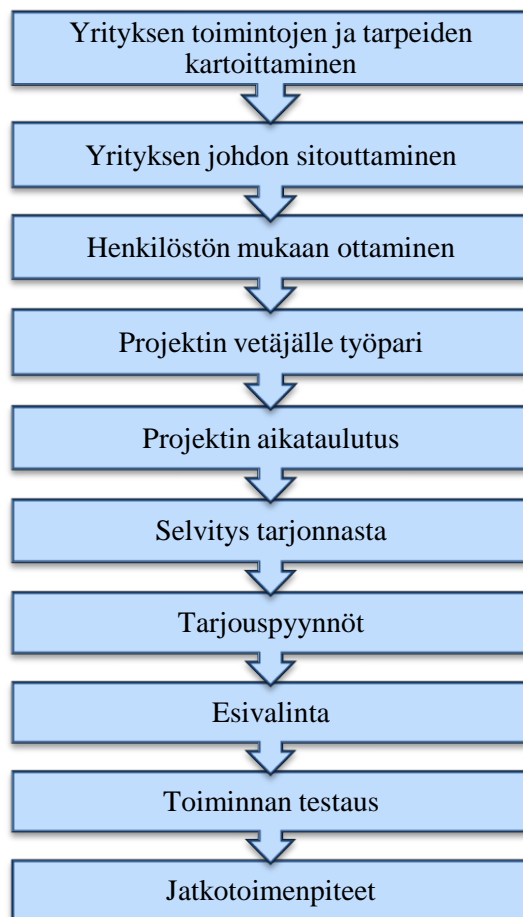 Yrityksen toimintojen ja tarpeiden
kartoittaminen
Yrityksen johdon sitouttaminen
Henkilöstön mukaan ottaminen
Projektin vetäjälle työpari
Projektin aikataulutus
Selvitys tarjonnasta
Tarjouspyynnöt
Esivalinta
Toiminnan testaus
Jatkotoimenpiteet